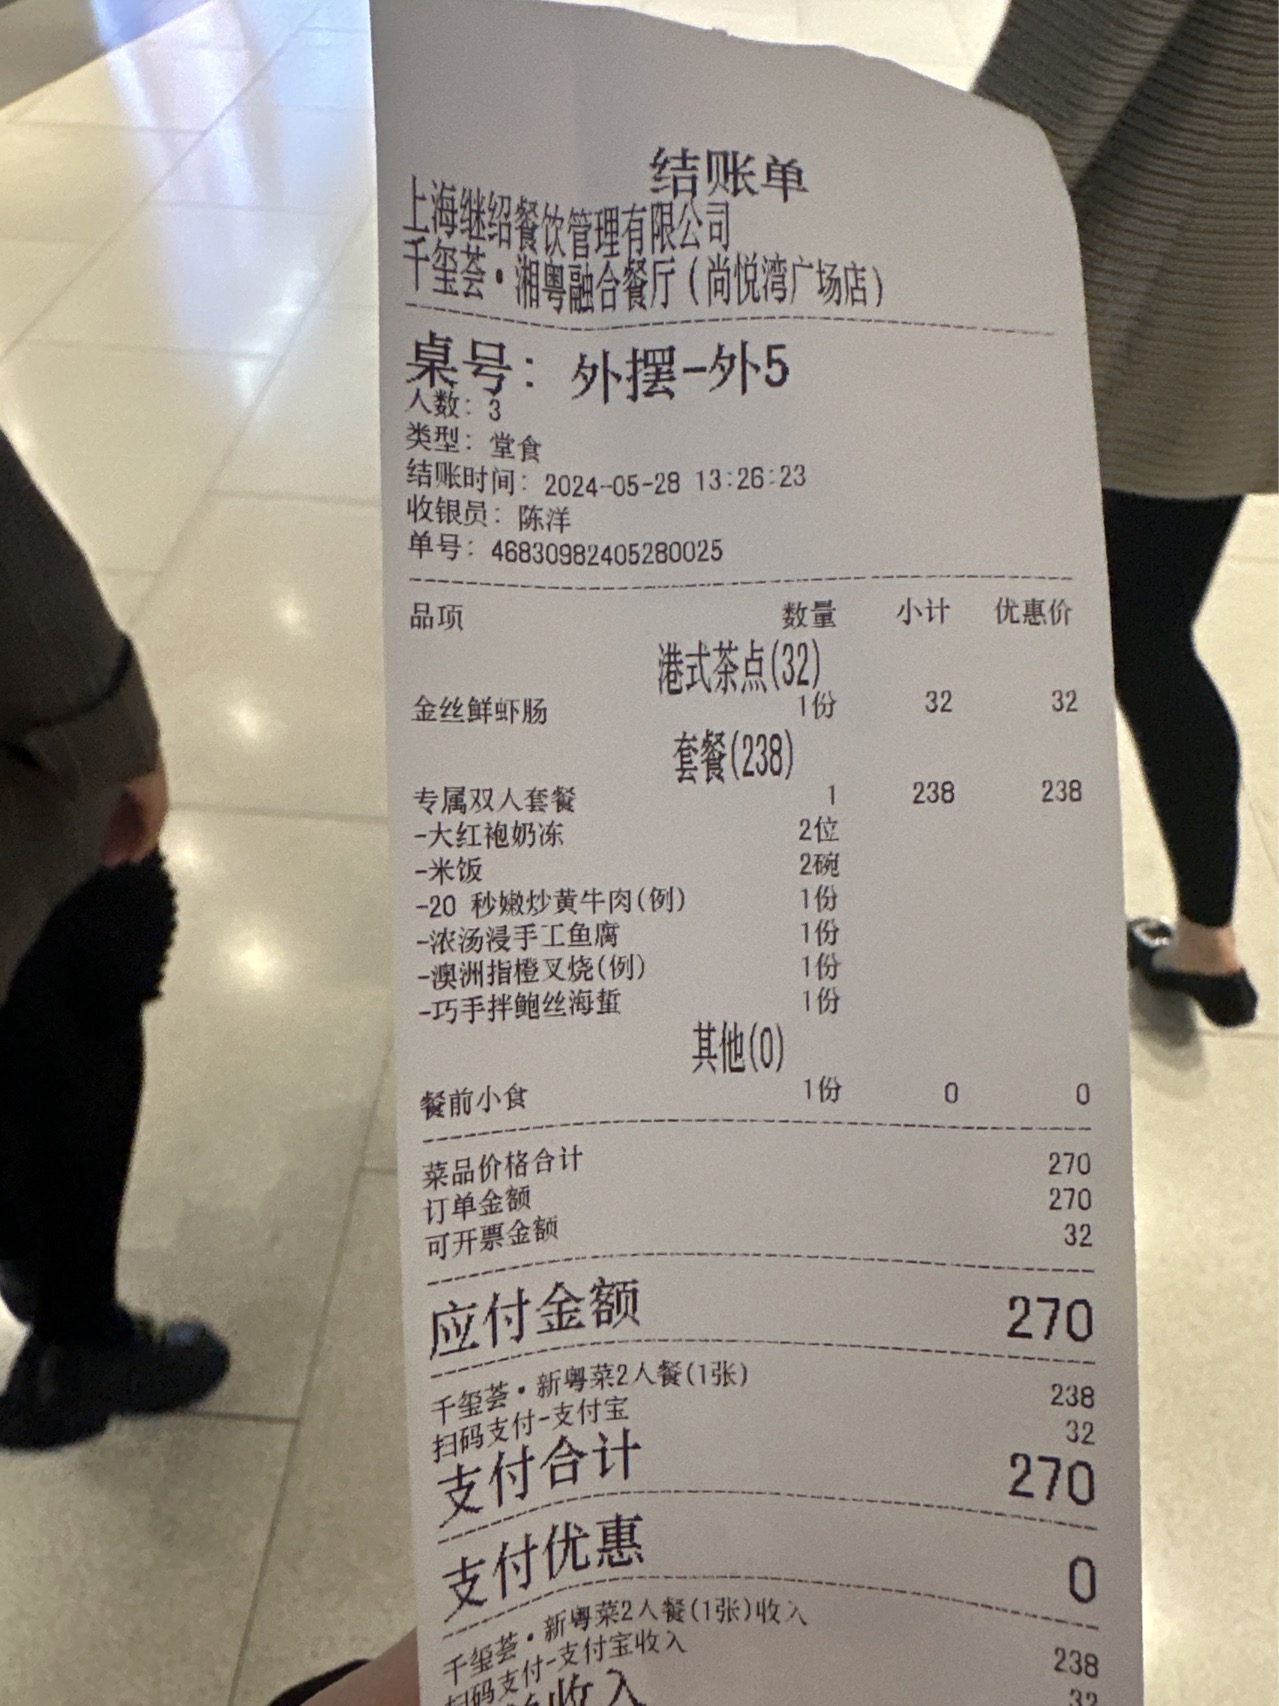 结账单
上海继绍餐饮管理有限公司
千玺荟·湘粤融合餐厅(尚悦湾广场店)
桌号: 外摆-外5
人数: 3
类型: 堂食
结账时间: 2024-05-28 13:26:23
收银员: 陈洋
单号: 46830982405280025
品项 数量 小计 优惠价
港式茶点(32)
金丝鲜虾肠 1份 32 32
套餐(238)
专属双人套餐 1 238 238
-大红袍奶冻 2位
-米饭 2碗
-20 秒嫩炒黄牛肉(例) 1份
-浓汤浸手工鱼腐 1份
-澳洲指橙叉烧(例) 1份
-巧手拌鲍丝海蜇 1份
其他(0)
餐前小食 1份 0 0
菜品价格合计 270
订单金额 270
可开票金额 32
应付金额 270
千玺荟·新粤菜2人餐(1张) 238
扫码支付-支付宝 32
支付合计 270
支付优惠 0
千玺荟·新粤菜2人餐(1张)收入 238
扫码支付-支付宝收入 32
收入